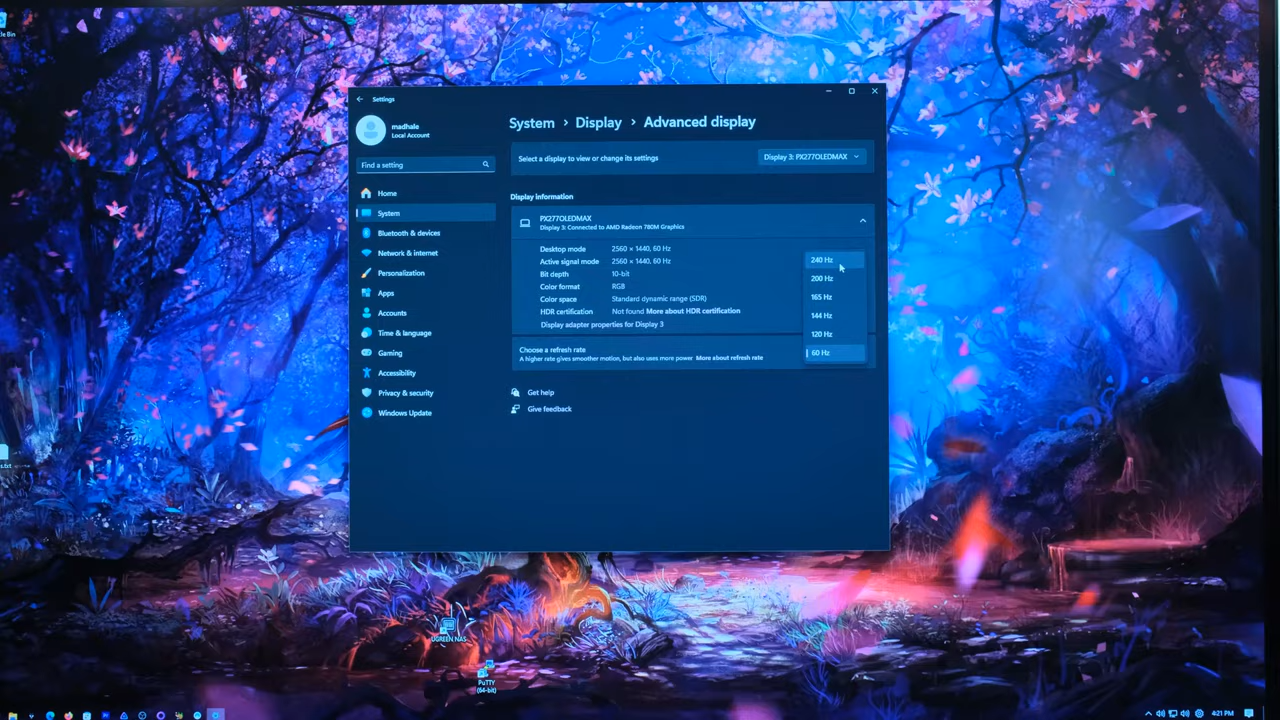 cle Bin
Settings
madhale
Local Account
Find a setting
Home
System
Bluetooth & devices
Network & internet
Personalization
Apps
Accounts
Time & language
Gaming
Accessibility
Privacy & security
Windows Update
System > Display > Advanced display
Select a display to view or change its settings
Display 3: PX277OLEDMAX
Display information
PX277OLEDMAX
Display 3: Connected to AMD Radeon 780M Graphics
Desktop mode 2560 × 1440, 60 Hz
Active signal mode 2560 × 1440, 60 Hz
Bit depth 10-bit
Color format RGB
Color space Standard dynamic range (SDR)
HDR certification Not found More about HDR certification
Display adapter properties for Display 3
240 Hz
200 Hz
165 Hz
144 Hz
120 Hz
60 Hz
Choose a refresh rate
A higher rate gives smoother motion, but also uses more power More about refresh rate
Get help
Give feedback
s.txt
UGREEN NAS
PuTTY
(64-bit)
4:21 PM